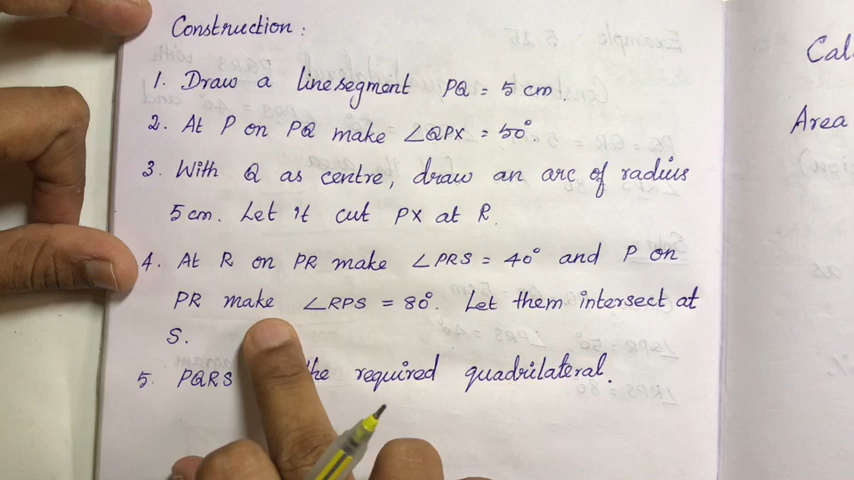 Construction :
1. Draw a line segment PQ = 5 cm.
2. At P on PQ make ∠QPX = 50°
3. With Q as centre, draw an arc of radius
5 cm. Let it cut PX at R.
4. At R on PR make ∠PRS = 40° and P on
PR make ∠RPS = 80°. Let them intersect at
S.
5. PQRS the required quadrilateral.
Area